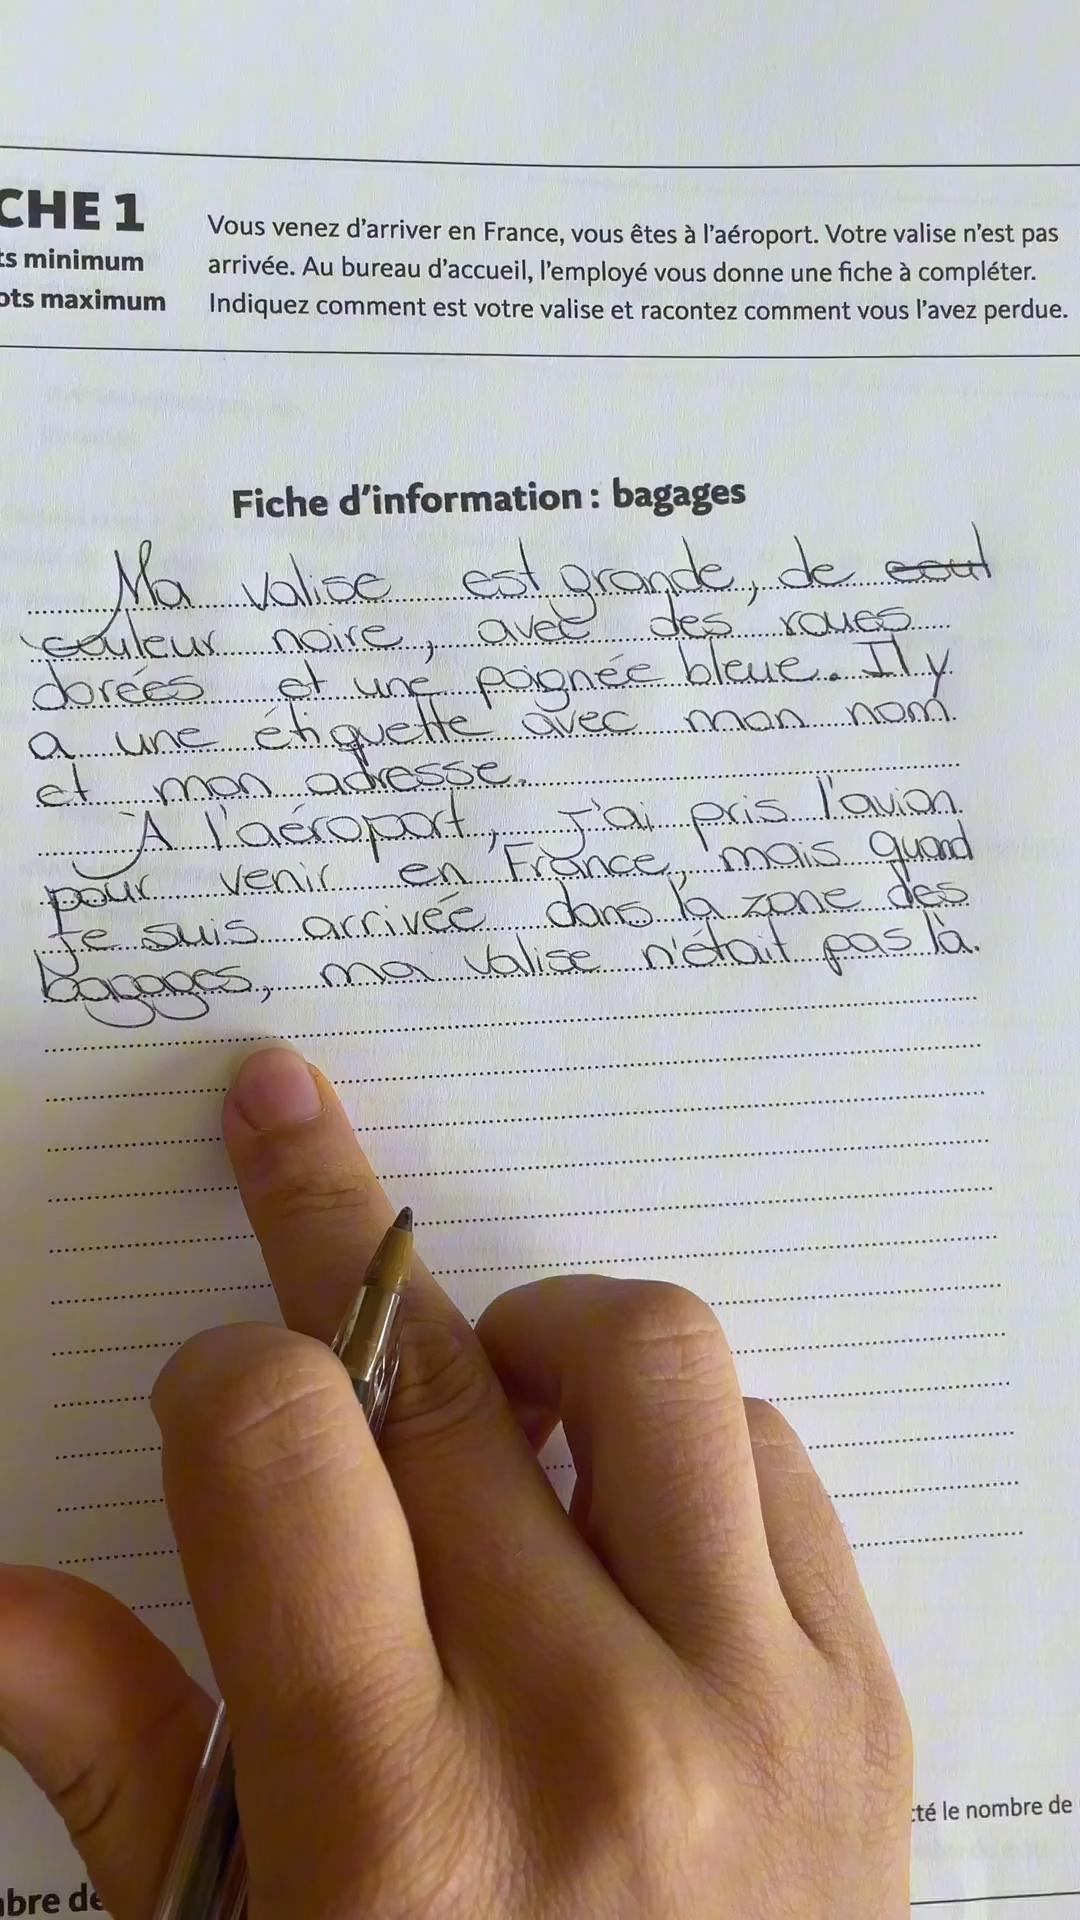 CHE 1
ts minimum
ots maximum
Vous venez d'arriver en France, vous êtes à l'aéroport. Votre valise n'est pas
arrivée. Au bureau d'accueil, l'employé vous donne une fiche à compléter.
Indiquez comment est votre valise et racontez comment vous l'avez perdue.
Fiche d'information : bagages
Ma valise est grande, de cout
couleur noire, avec des roues
dorées et une poignée bleue. Il y
a une étiquette avec mon nom
et mon adresse.
À l'aéroport, j'ai pris l'avion
pour venir en France, mais quand
je suis arrivée dans la zone des
bagages, ma valise n'était pas là.
cté le nombre de
bre de